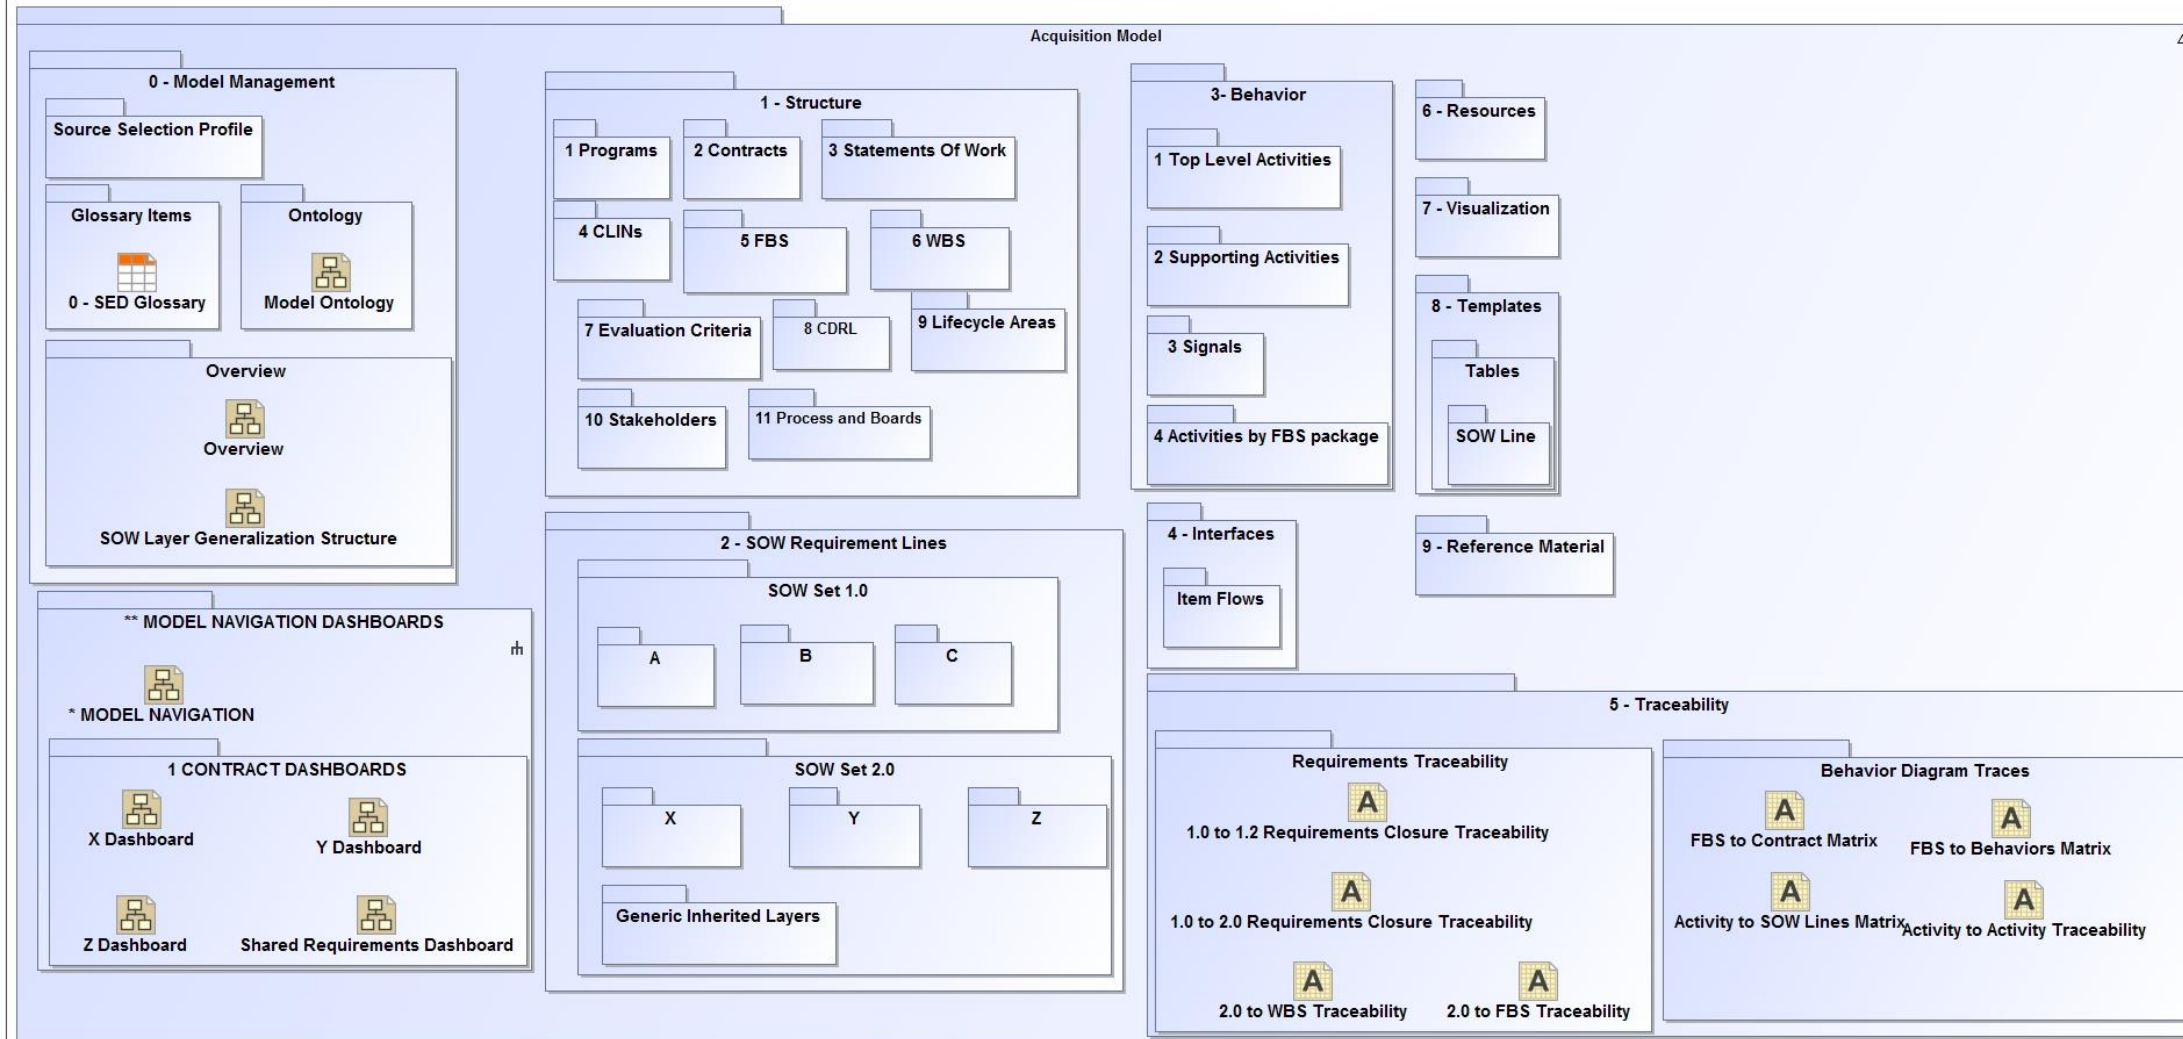 Acquisition Model
0 - Model Management
Source Selection Profile
Glossary Items
0 - SED Glossary
Ontology
Model Ontology
Overview
Overview
SOW Layer Generalization Structure
** MODEL NAVIGATION DASHBOARDS
* MODEL NAVIGATION
1 CONTRACT DASHBOARDS
X Dashboard
Y Dashboard
Z Dashboard
Shared Requirements Dashboard
1 - Structure
1 Programs
2 Contracts
3 Statements Of Work
4 CLINs
5 FBS
6 WBS
7 Evaluation Criteria
8 CDRL
9 Lifecycle Areas
10 Stakeholders
11 Process and Boards
2 - SOW Requirement Lines
SOW Set 1.0
A
B
C
SOW Set 2.0
X
Y
Z
Generic Inherited Layers
3- Behavior
1 Top Level Activities
2 Supporting Activities
3 Signals
4 Activities by FBS package
4 - Interfaces
Item Flows
6 - Resources
7 - Visualization
8 - Templates
Tables
SOW Line
9 - Reference Material
5 - Traceability
Requirements Traceability
A
1.0 to 1.2 Requirements Closure Traceability
A
1.0 to 2.0 Requirements Closure Traceability
A
2.0 to WBS Traceability
A
2.0 to FBS Traceability
Behavior Diagram Traces
A
FBS to Contract Matrix
A
FBS to Behaviors Matrix
A
Activity to SOW Lines Matrix
A
Activity to Activity Traceability